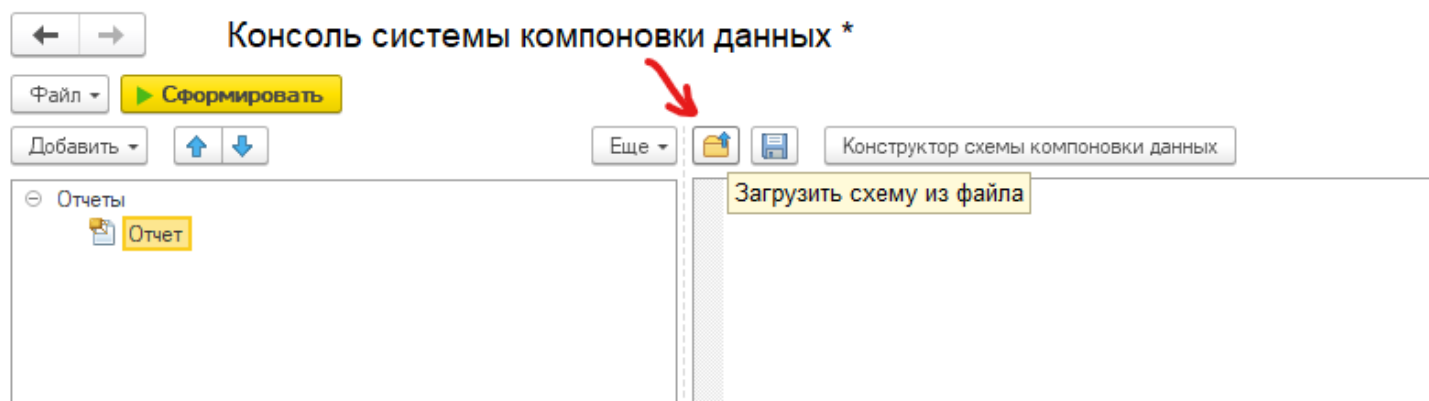 Консоль системы компоновки данных *
Файл Сформировать
Добавить Еще Конструктор схемы компоновки данных
Загрузить схему из файла
Отчеты
Отчет